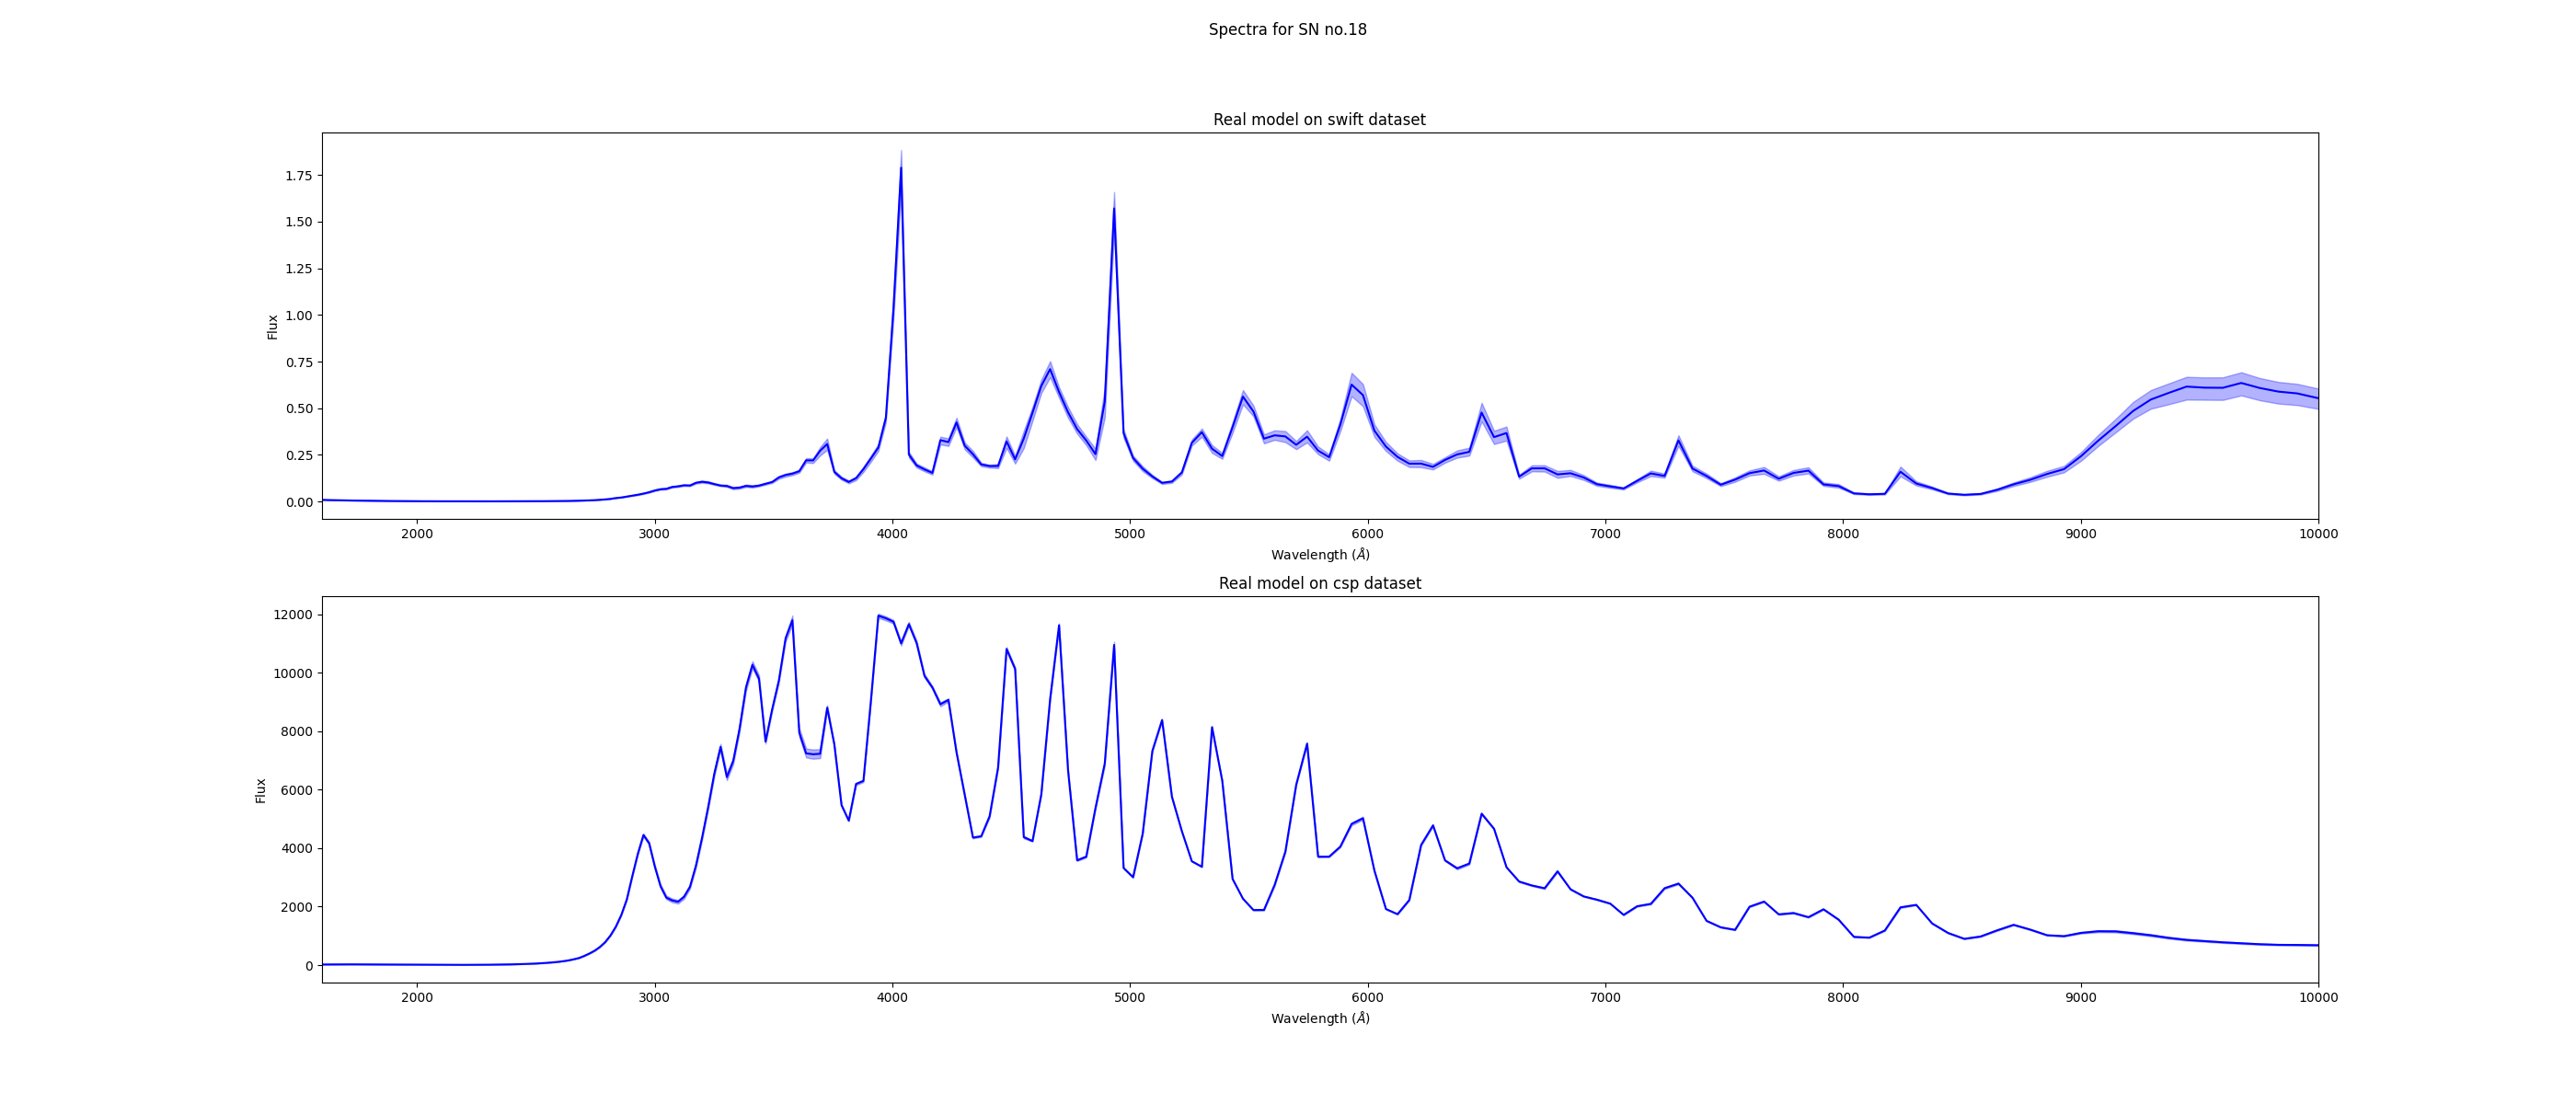 Spectra for SN no.18
Real model on swift dataset
1.75
1.50
1.25
1.00
0.75
0.50
0.25
0.00
Flux
2000 3000 4000 5000 6000 7000 8000 9000 10000
Wavelength (Å)
Real model on csp dataset
12000
10000
8000
6000
4000
2000
0
Flux
2000 3000 4000 5000 6000 7000 8000 9000 10000
Wavelength (Å)